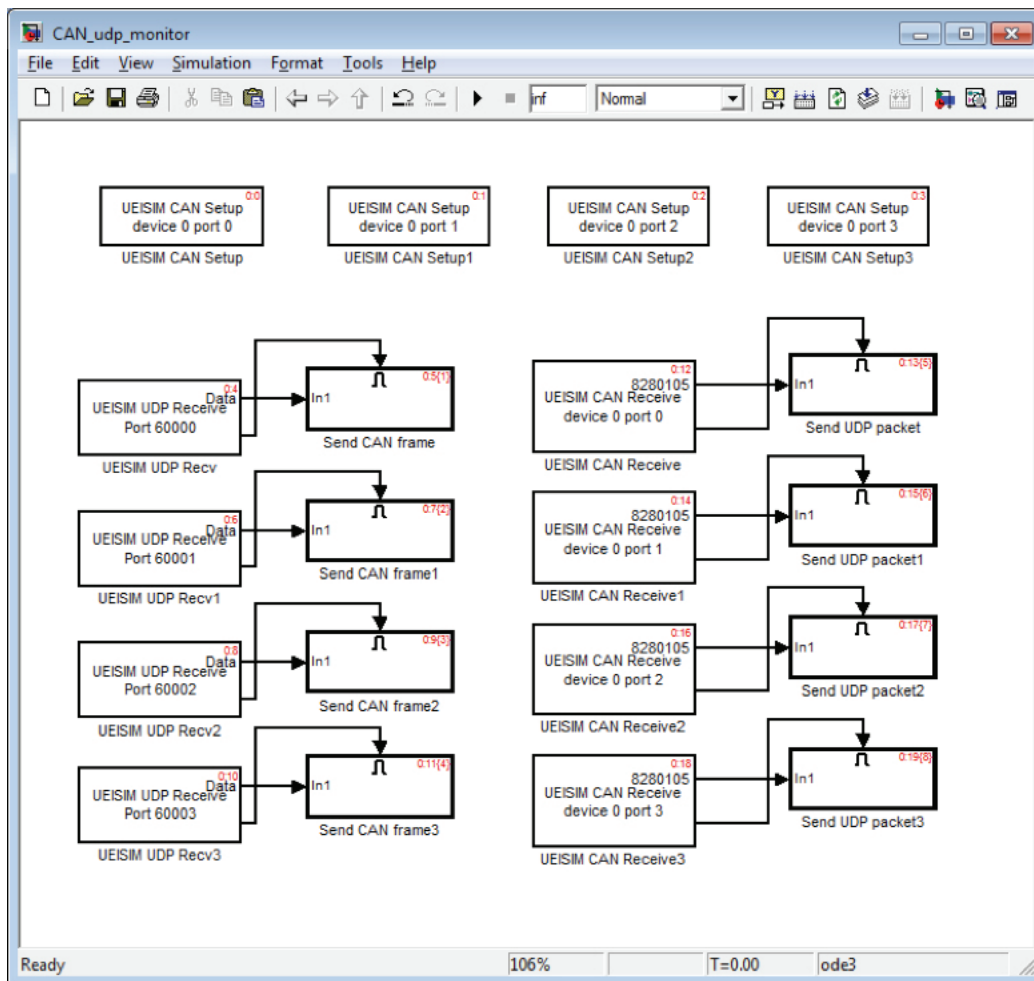 CAN_udp_monitor
File Edit View Simulation Format Tools Help
inf Normal
0:0
UEISIM CAN Setup
device 0 port 0
UEISIM CAN Setup
0:1
UEISIM CAN Setup
device 0 port 1
UEISIM CAN Setup1
0:2
UEISIM CAN Setup
device 0 port 2
UEISIM CAN Setup2
0:3
UEISIM CAN Setup
device 0 port 3
UEISIM CAN Setup3
0:4
Data
UEISIM UDP Receive
Port 60000
UEISIM UDP Recv
0:5{1}
In1
Send CAN frame
0:6
Data
UEISIM UDP Receive
Port 60001
UEISIM UDP Recv1
0:7{2}
In1
Send CAN frame1
0:8
Data
UEISIM UDP Receive
Port 60002
UEISIM UDP Recv2
0:9{3}
In1
Send CAN frame2
0:10
Data
UEISIM UDP Receive
Port 60003
UEISIM UDP Recv3
0:11{4}
In1
Send CAN frame3
0:12
8280105
UEISIM CAN Receive
device 0 port 0
UEISIM CAN Receive
0:13{5}
In1
Send UDP packet
0:14
8280105
UEISIM CAN Receive
device 0 port 1
UEISIM CAN Receive1
0:15{6}
In1
Send UDP packet1
0:16
8280105
UEISIM CAN Receive
device 0 port 2
UEISIM CAN Receive2
0:17{7}
In1
Send UDP packet2
0:18
8280105
UEISIM CAN Receive
device 0 port 3
UEISIM CAN Receive3
0:19{8}
In1
Send UDP packet3
Ready 106% T=0.00 ode3